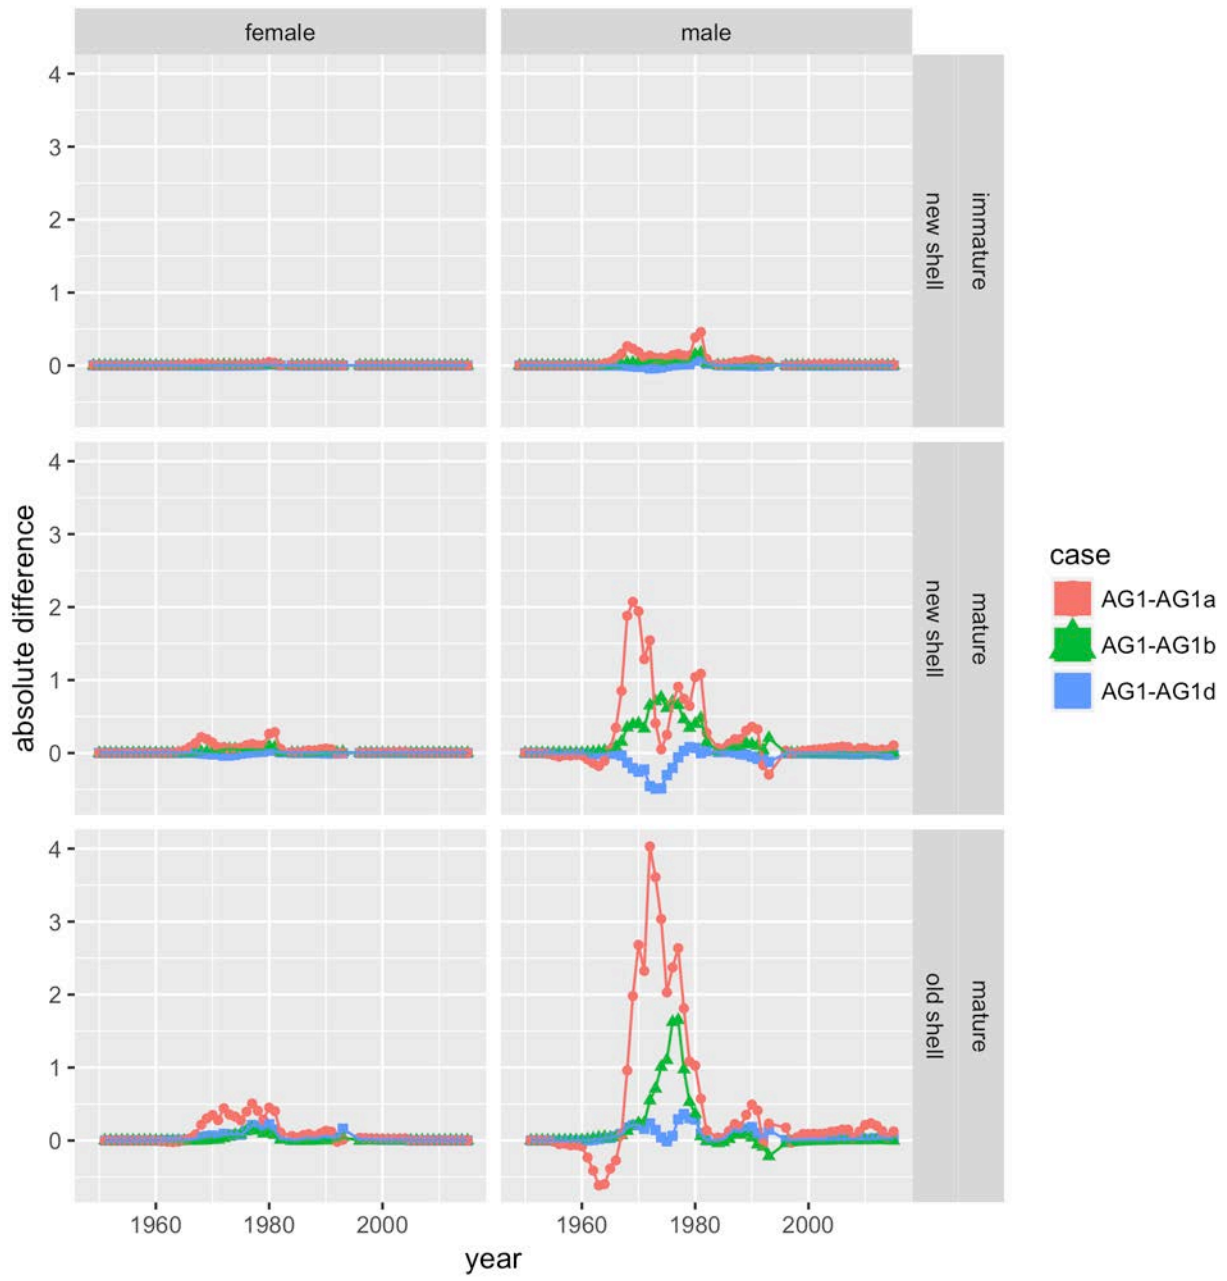 female male
4
3
2
1
0
new shell immature
4
3
2
1
0
new shell mature
4
3
2
1
0
old shell mature
absolute difference
1960 1980 2000 1960 1980 2000
year
case
AG1-AG1a
AG1-AG1b
AG1-AG1d